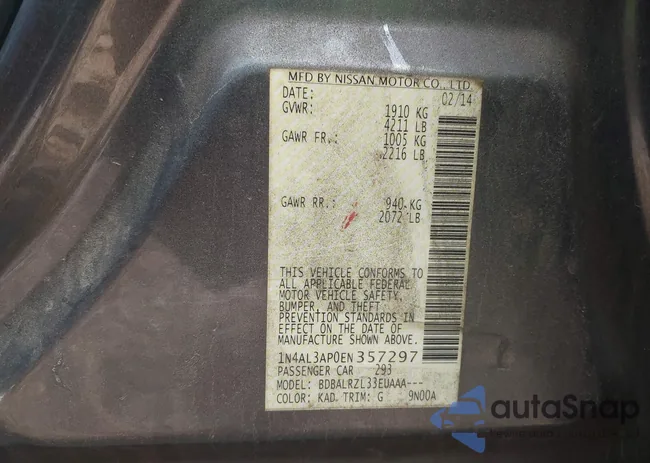 MFD BY NISSAN MOTOR CO., LTD.
DATE: 02/14
GVWR: 1910 KG
4211 LB
GAWR FR.: 1005 KG
2216 LB
GAWR RR.: 940 KG
2072 LB
THIS VEHICLE CONFORMS TO
ALL APPLICABLE FEDERAL
MOTOR VEHICLE SAFETY,
BUMPER, AND THEFT
PREVENTION STANDARDS IN
EFFECT ON THE DATE OF
MANUFACTURE SHOWN ABOVE.
1N4AL3AP0EN357297
PASSENGER CAR 293
MODEL: BDBALRZL33EUAAA---
COLOR: KAD TRIM: G 9N00A
autoSnap